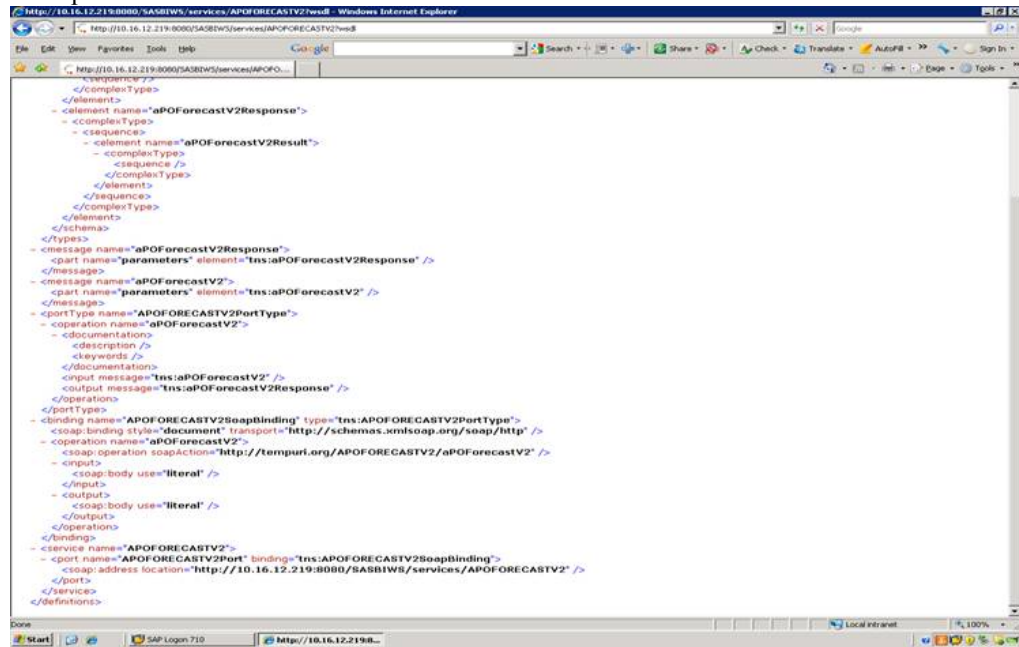 http://10.16.12.219:8080/SASBIWS/services/APOFORECASTV2?wsdl - Windows Internet Explorer
http://10.16.12.219:8080/SASBIWS/services/APOFORECASTV2?wsdl
Google
File Edit View Favorites Tools Help
Google
Search
Share
Check
Translate
AutoFill
Sign In
http://10.16.12.219:8080/SASBIWS/services/APOFO...
Page
Tools
<sequence />
</complexType>
</element>
- <element name="aPOForecastV2Response">
- <complexType>
- <sequence>
- <element name="aPOForecastV2Result">
- <complexType>
<sequence />
</complexType>
</element>
</sequence>
</complexType>
</element>
</schema>
</types>
- <message name="aPOForecastV2Response">
<part name="parameters" element="tns:aPOForecastV2Response" />
</message>
- <message name="aPOForecastV2">
<part name="parameters" element="tns:aPOForecastV2" />
</message>
- <portType name="APOFORECASTV2PortType">
- <operation name="aPOForecastV2">
- <documentation>
<description />
<keywords />
</documentation>
<input message="tns:aPOForecastV2" />
<output message="tns:aPOForecastV2Response" />
</operation>
</portType>
- <binding name="APOFORECASTV2SoapBinding" type="tns:APOFORECASTV2PortType">
<soap:binding style="document" transport="http://schemas.xmlsoap.org/soap/http" />
- <operation name="aPOForecastV2">
<soap:operation soapAction="http://tempuri.org/APOFORECASTV2/aPOForecastV2" />
- <input>
<soap:body use="literal" />
</input>
- <output>
<soap:body use="literal" />
</output>
</operation>
</binding>
- <service name="APOFORECASTV2">
- <port name="APOFORECASTV2Port" binding="tns:APOFORECASTV2SoapBinding">
<soap:address location="http://10.16.12.219:8080/SASBIWS/services/APOFORECASTV2" />
</port>
</service>
</definitions>
Done
Local intranet
100%
Start
SAP Logon 710
http://10.16.12.219:8...